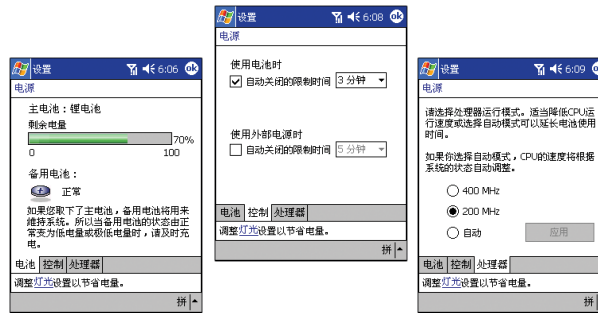 设置 6:06 ok
电源
主电池：锂电池
剩余电量
70%
0 100
备用电池：
正常
如果您取下了主电池，备用电池将用来
维持系统。所以当备用电池的状态由正
常变为低电量或极低电量时，请及时充
电。
电池 控制 处理器
调整灯光设置以节省电量。
拼
设置 6:08 ok
电源
使用电池时
自动关闭的限制时间 3 分钟
使用外部电源时
自动关闭的限制时间 5 分钟
电池 控制 处理器
调整灯光设置以节省电量。
拼
设置 6:09
电源
请选择处理器运行模式。适当降低CPU运
行速度或选择自动模式可以延长电池使用
时间。
如果你选择自动模式，CPU的速度将根据
系统的状态自动调整。
400 MHz
200 MHz
自动 应用
电池 控制 处理器
调整灯光设置以节省电量。
拼